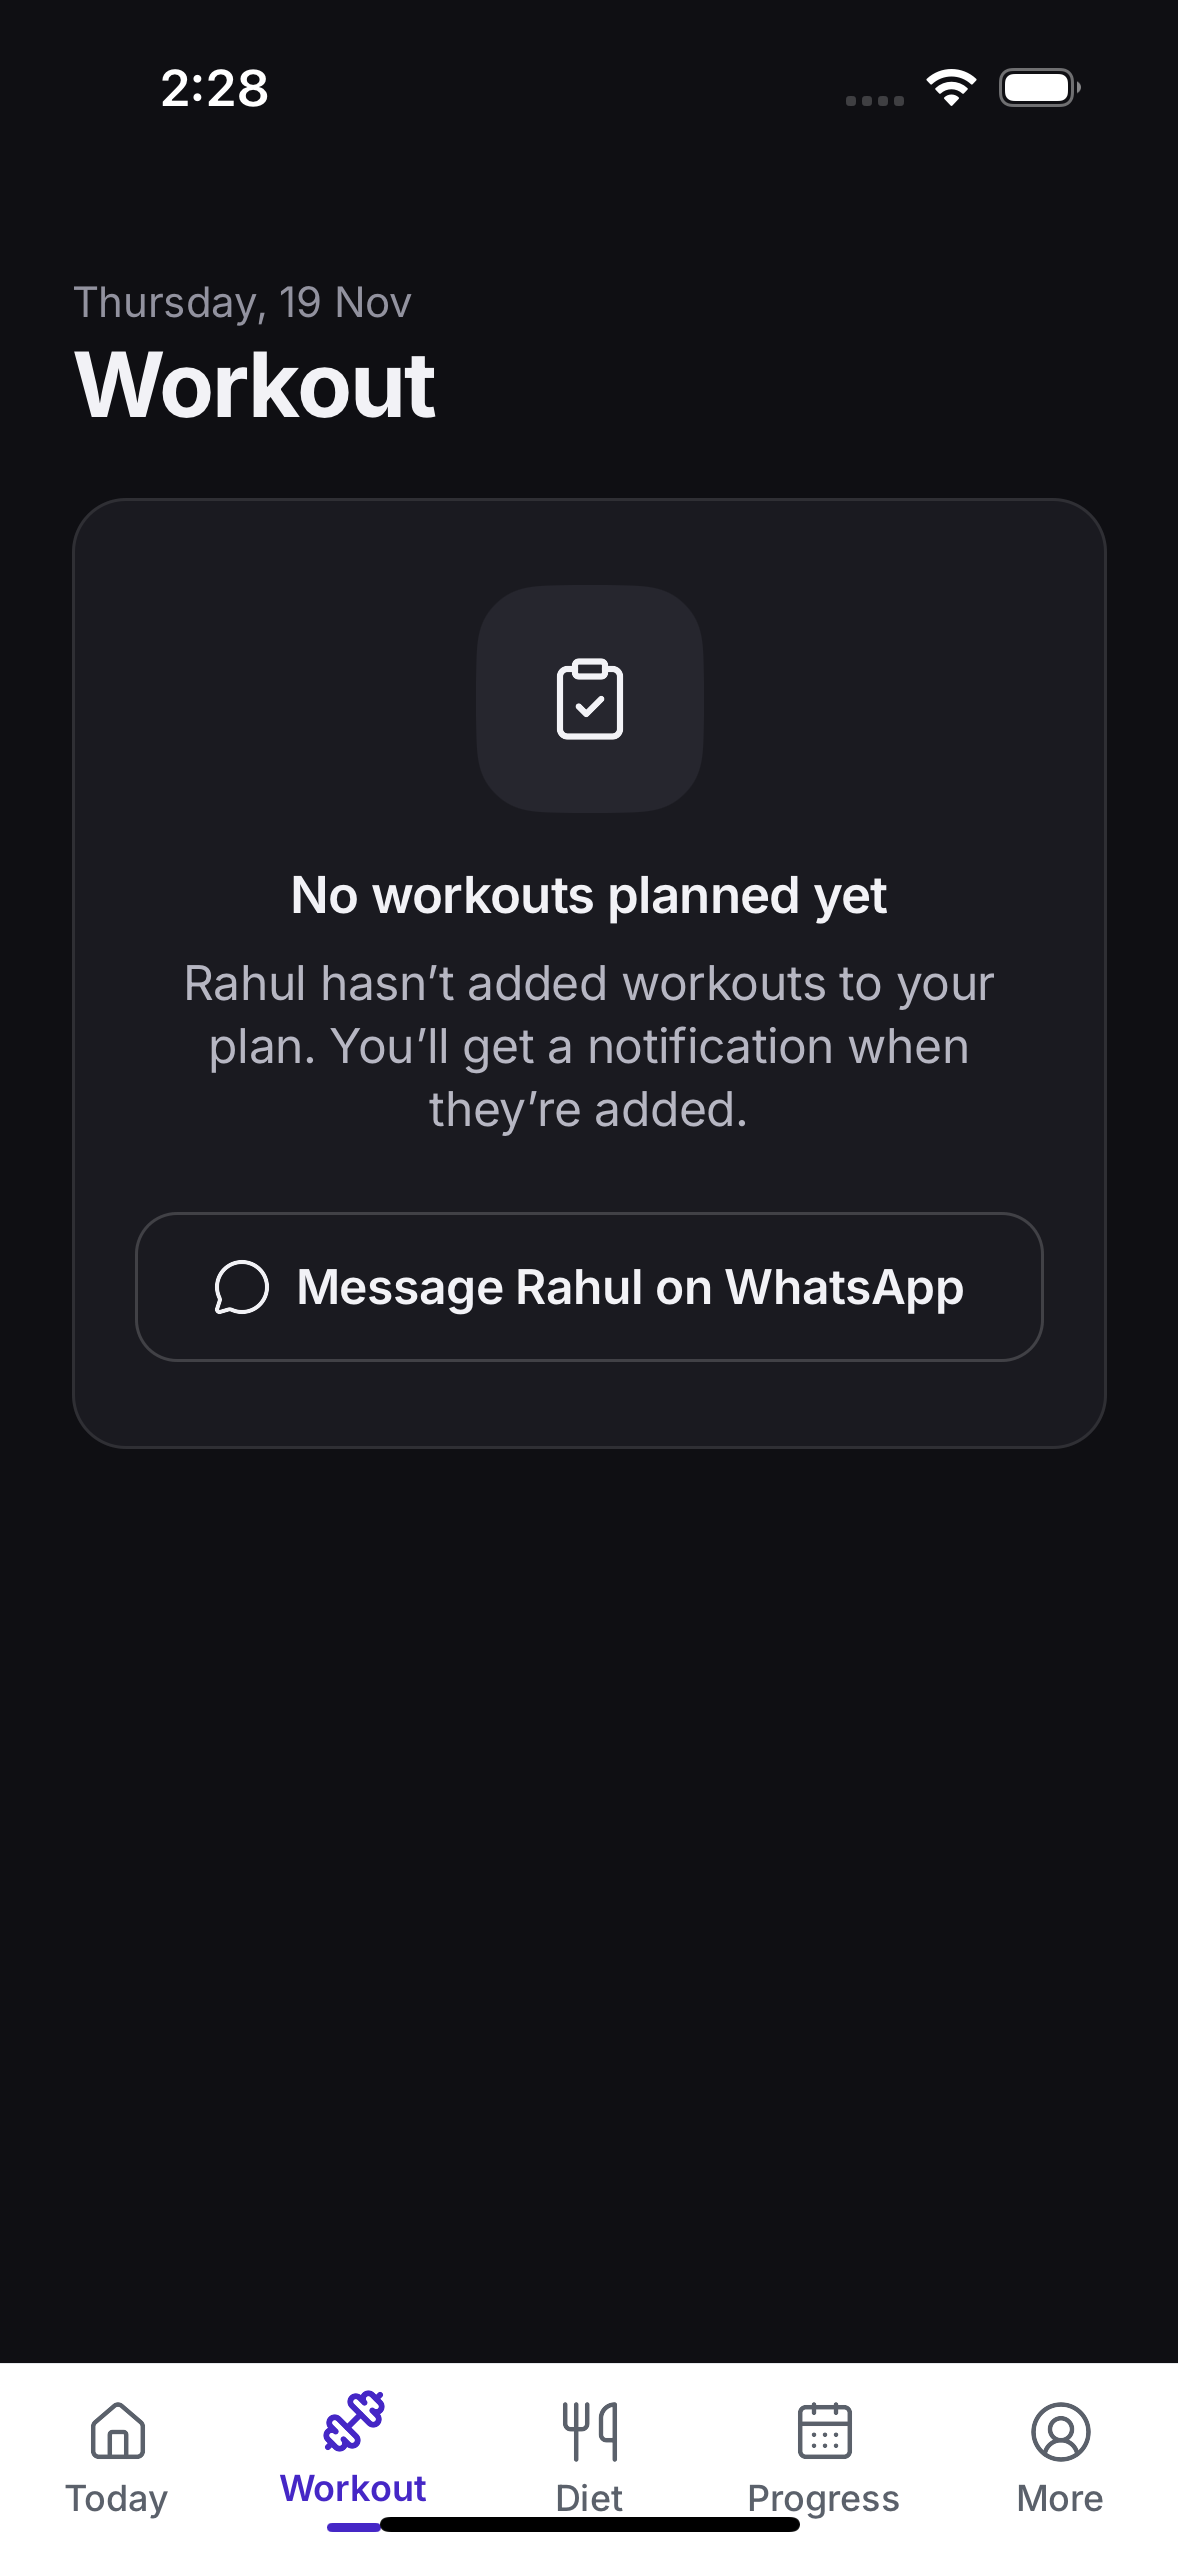 2:28
Thursday, 19 Nov
Workout
No workouts planned yet
Rahul hasn’t added workouts to your
plan. You’ll get a notification when
they’re added.
Message Rahul on WhatsApp
Today
Workout
Diet
Progress
More